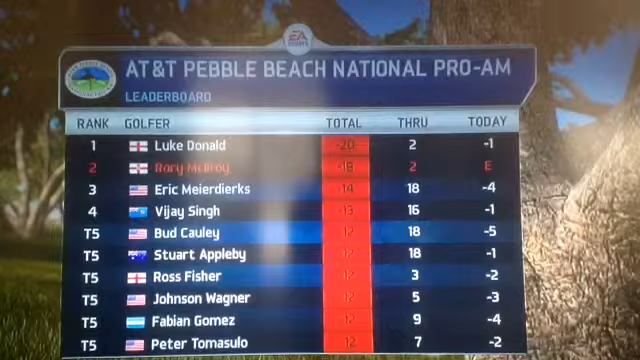 EA
SPORTS
AT&T PEBBLE BEACH NATIONAL PRO-AM
LEADERBOARD
RANK GOLFER TOTAL THRU TODAY
1 Luke Donald -20 2 -1
2 Rory McIlroy 2 E
3 Eric Meierdierks -14 18 -4
4 Vijay Singh -13 16 -1
T5 Bud Cauley -12 18 -5
T5 Stuart Appleby -12 18 -1
T5 Ross Fisher -12 3 -2
T5 Johnson Wagner -12 5 -3
T5 Fabian Gomez -12 9 -4
T5 Peter Tomasulo -12 7 -2